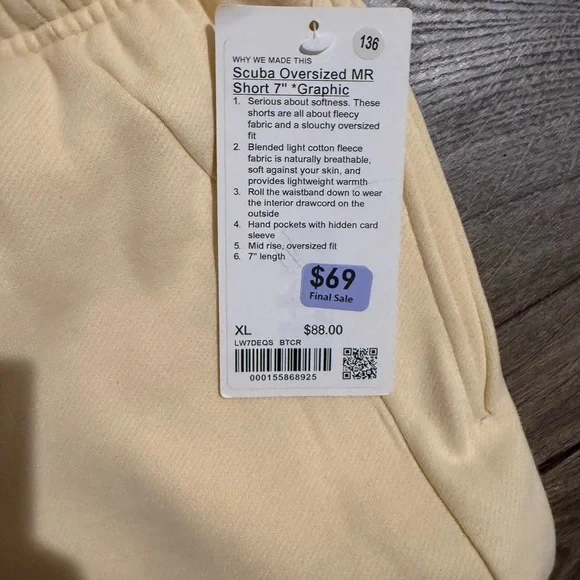 136
WHY WE MADE THIS
Scuba Oversized MR
Short 7" *Graphic
1. Serious about softness. These
shorts are all about fleecy
fabric and a slouchy oversized
fit
2. Blended light cotton fleece
fabric is naturally breathable,
soft against your skin, and
provides lightweight warmth
3. Roll the waistband down to wear
the interior drawcord on the
outside
4. Hand pockets with hidden card
sleeve
5. Mid rise, oversized fit
6. 7" length
$69
Final Sale
XL $88.00
LW7DEQS BTCR
000155868925